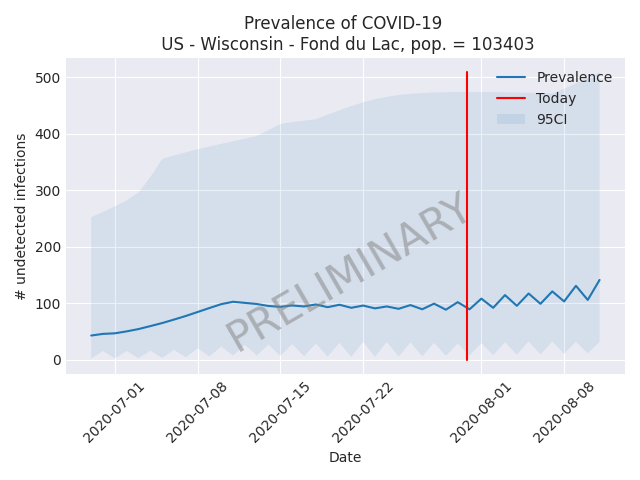 Prevalence of COVID-19
US - Wisconsin - Fond du Lac, pop. = 103403
500
400
300
200
100
0
# undetected infections
Prevalence
Today
95CI
PRELIMINARY
2020-07-01
2020-07-08
2020-07-15
2020-07-22
2020-08-01
2020-08-08
Date